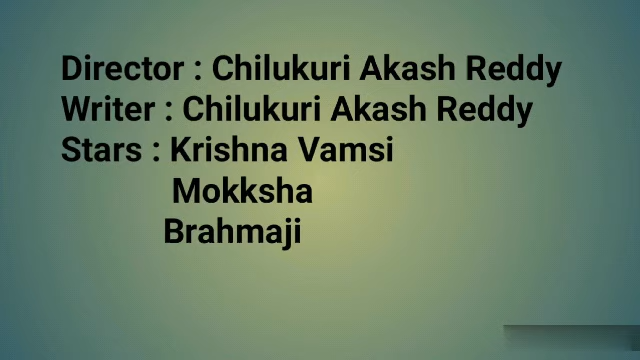 Director : Chilukuri Akash Reddy
Writer : Chilukuri Akash Reddy
Stars : Krishna Vamsi
Mokksha
Brahmaji